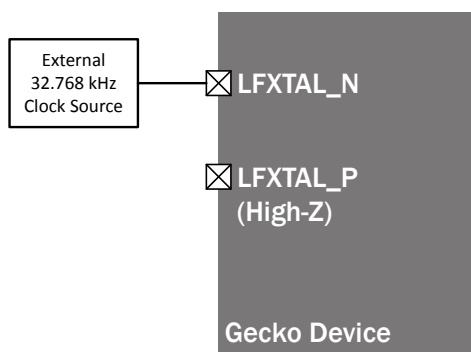 External
32.768 kHz
Clock Source
LFXTAL_N
LFXTAL_P
(High-Z)
Gecko Device